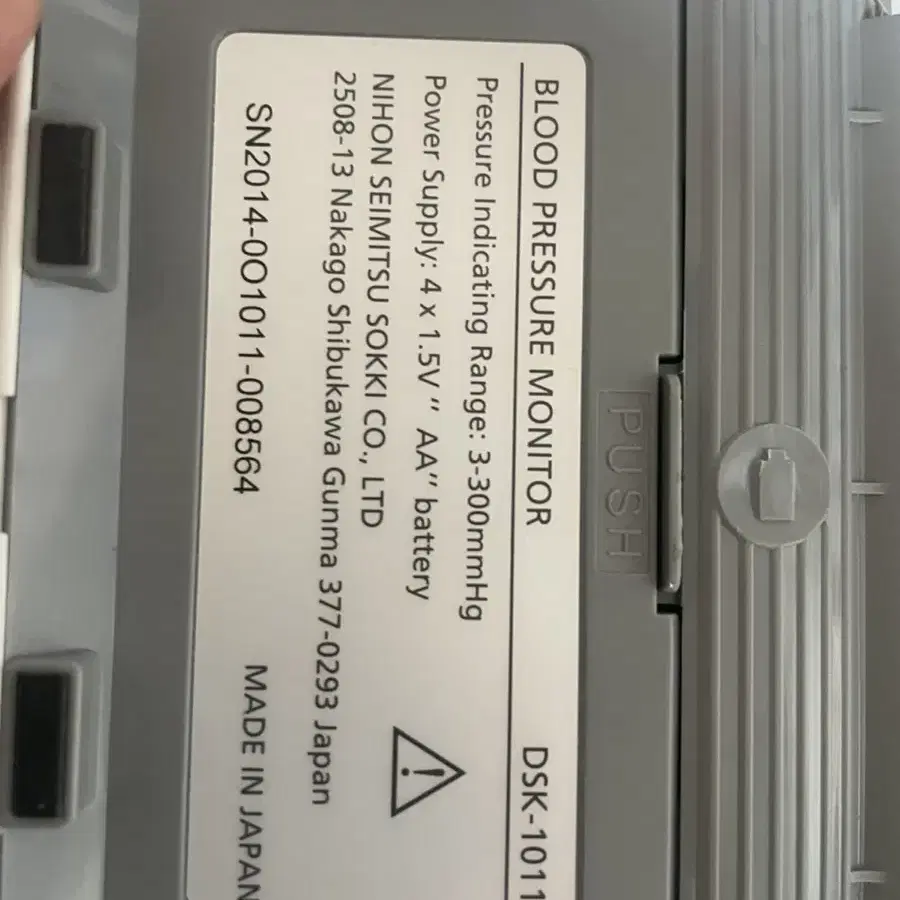 BLOOD PRESSURE MONITOR DSK-1011
Pressure Indicating Range: 3-300mmHg
Power Supply: 4 x 1.5V " AA" battery
NIHON SEIMITSU SOKKI CO., LTD
2508-13 Nakago Shibukawa Gunma 377-0293 Japan
SN2014-0O1011-008564 MADE IN JAPAN
PUSH